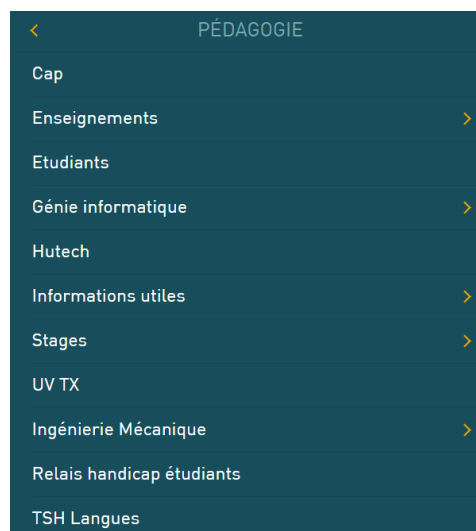 PÉDAGOGIE
Cap
Enseignements
Etudiants
Génie informatique
Hutech
Informations utiles
Stages
UV TX
Ingénierie Mécanique
Relais handicap étudiants
TSH Langues